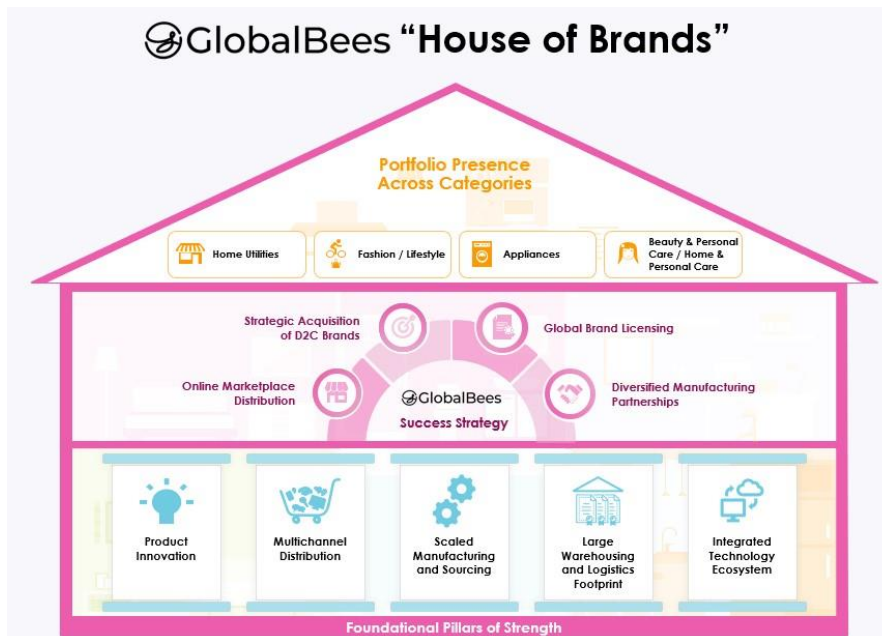 GlobalBees “House of Brands”
Portfolio Presence
Across Categories
Home Utilities
Fashion / Lifestyle
Appliances
Beauty & Personal
Care / Home &
Personal Care
Strategic Acquisition
of D2C Brands
Global Brand Licensing
Online Marketplace
Distribution
Diversified Manufacturing
Partnerships
GlobalBees
Success Strategy
Product
Innovation
Multichannel
Distribution
Scaled
Manufacturing
and Sourcing
Large
Warehousing
and Logistics
Footprint
Integrated
Technology
Ecosystem
Foundational Pillars of Strength